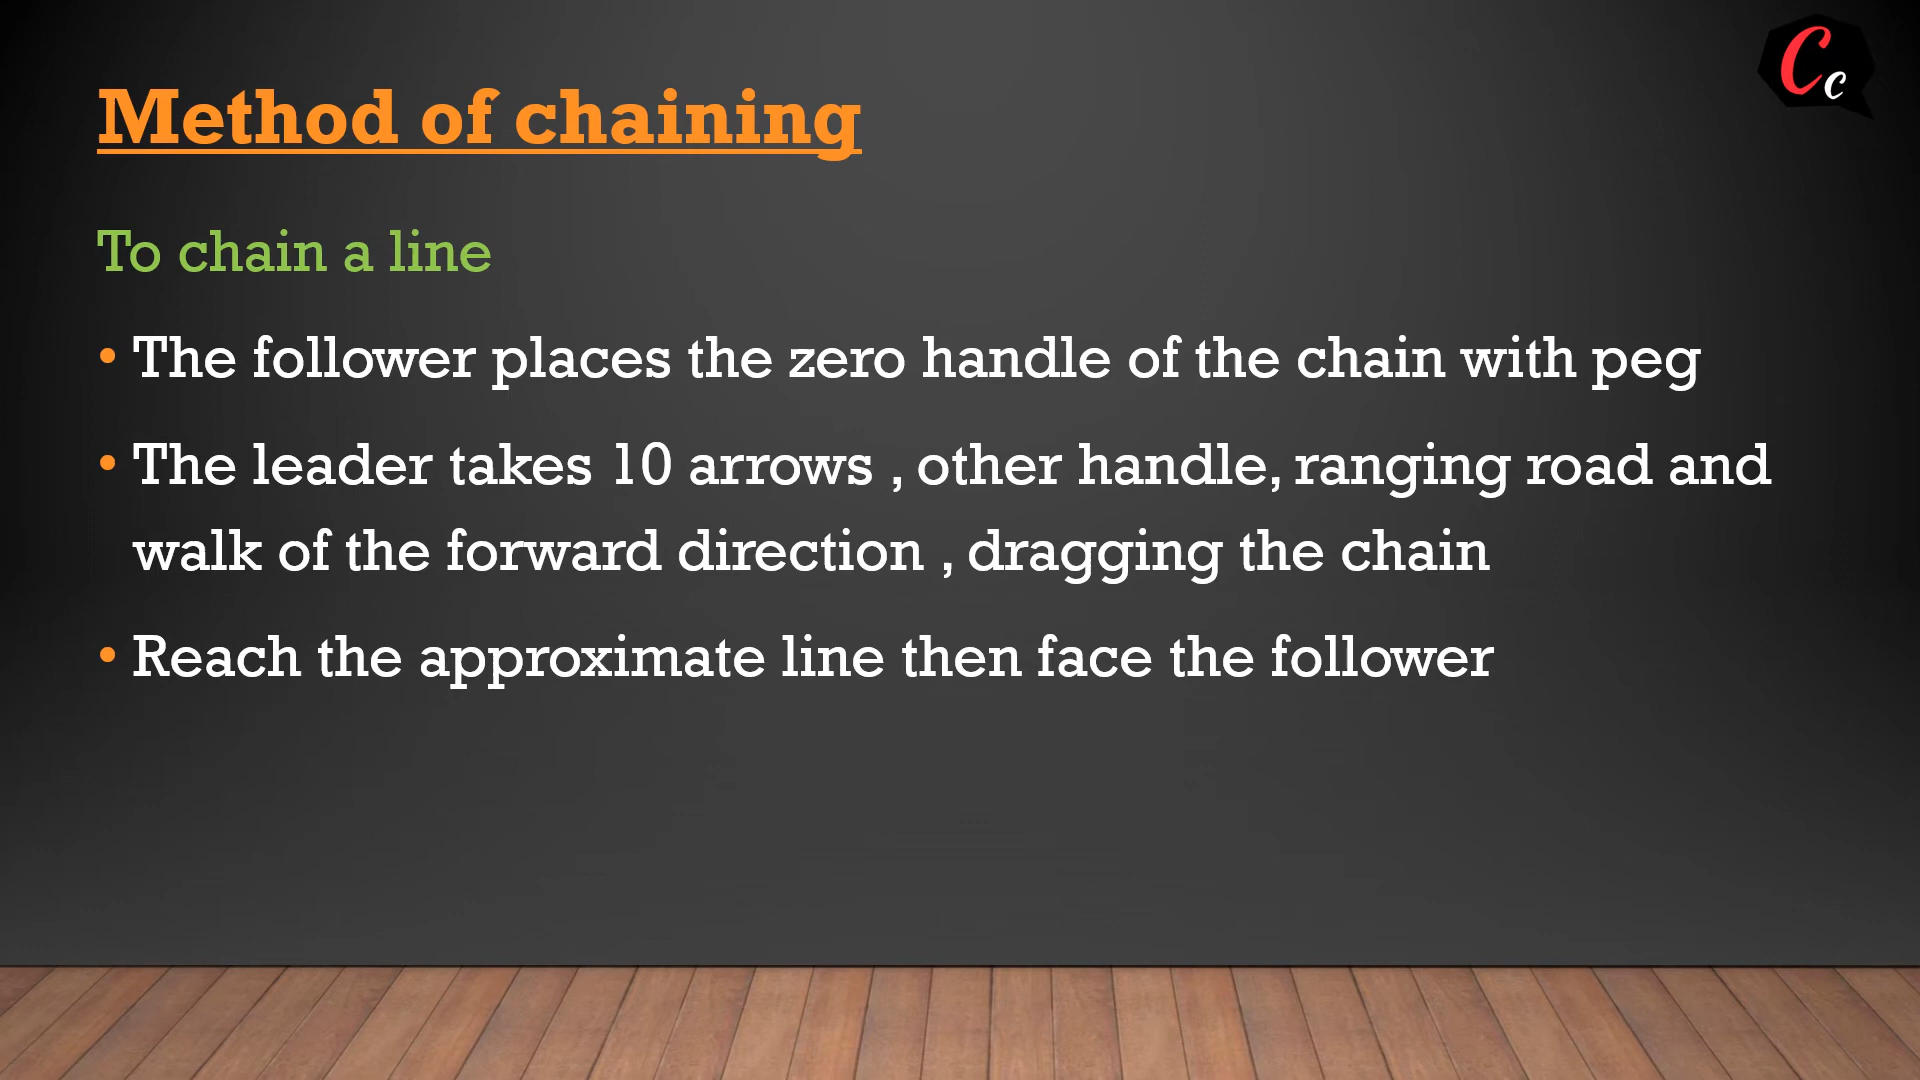 Cc
Method of chaining
To chain a line
• The follower places the zero handle of the chain with peg
• The leader takes 10 arrows , other handle, ranging road and
walk of the forward direction , dragging the chain
• Reach the approximate line then face the follower